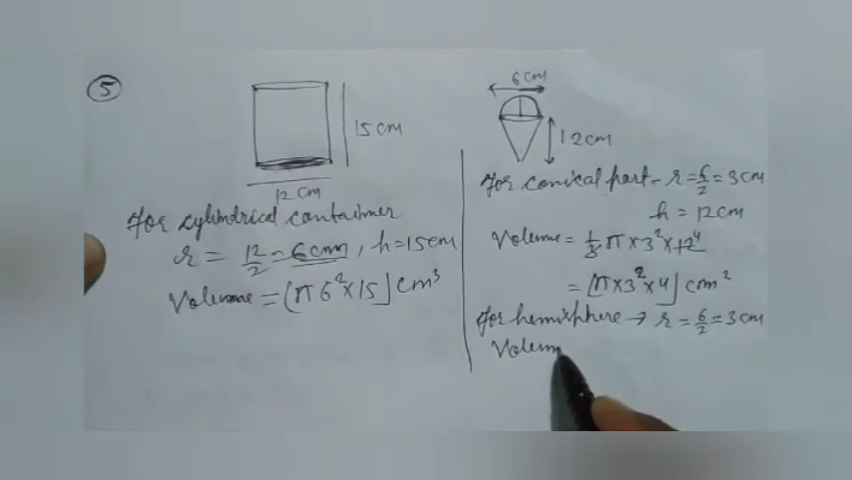 5
15 cm
12 cm
For cylindrical container
r = 12/2 = 6 cm, h = 15 cm
Volume = (π 6² × 15] cm³
6 cm
12 cm
For conical part - r = 6/2 = 3 cm
h = 12 cm
Volume = 1/3 π × 3² × 12 4
= [π × 3² × 4] cm²
For hemisphere → r = 6/2 = 3 cm
Volum